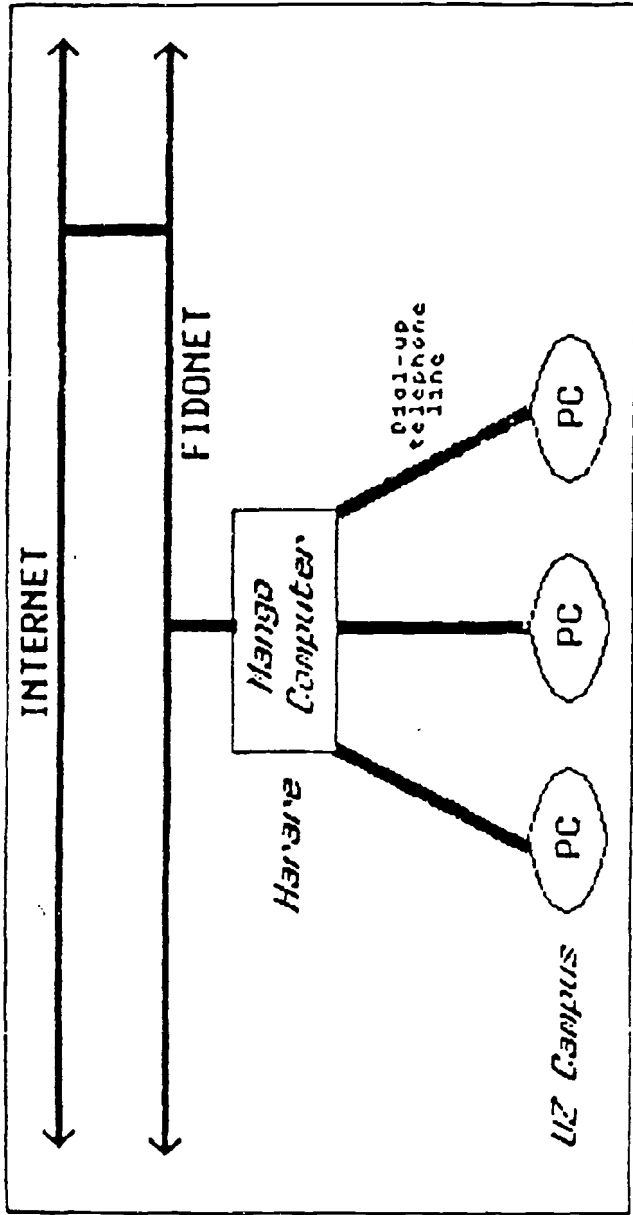 INTERNET
FIDONET
Mango
Computer
Harare
Dial-up
telephone
line
PC
PC
PC
UZ Campus